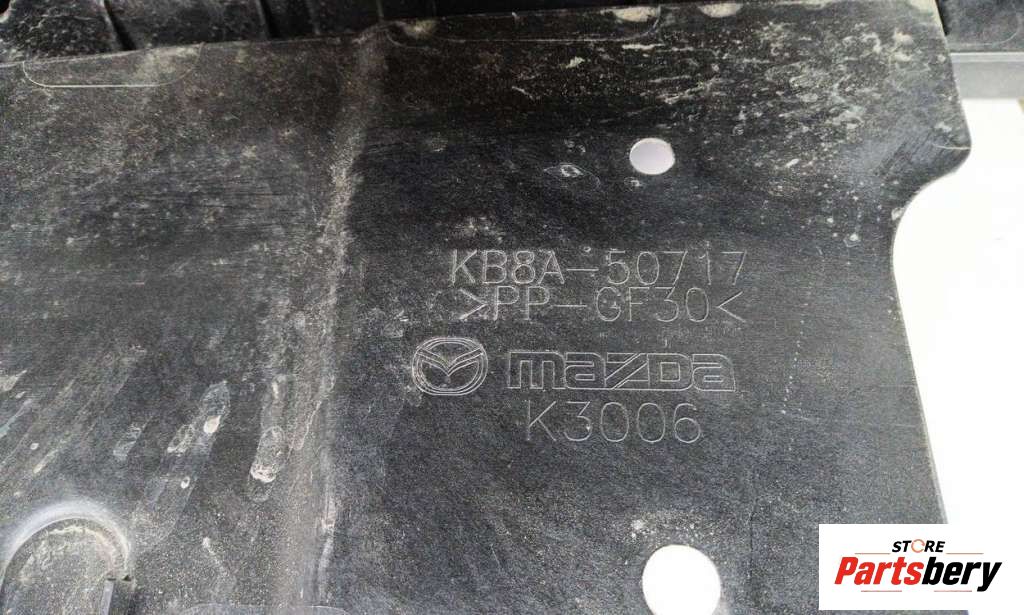 KB8A-50717
>PP-GF30<
mazda
K3006
STORE
Partsbery